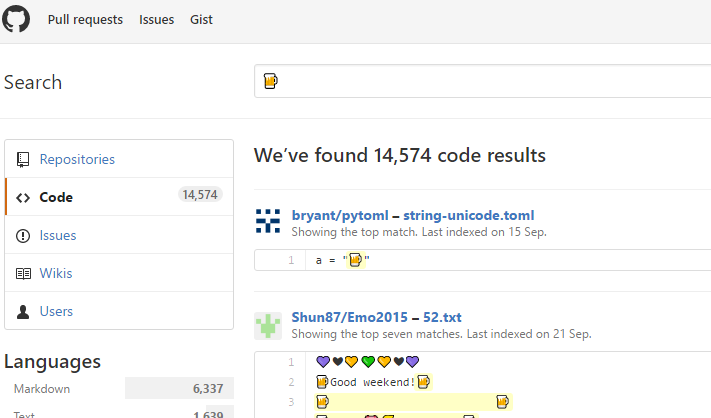 Pull requests Issues Gist
Search 🍺
Repositories
Code 14,574
Issues
Wikis
Users
Languages
Markdown 6,337
Text 1,639
We’ve found 14,574 code results
bryant/pytoml – string-unicode.toml
Showing the top match. Last indexed on 15 Sep.
1 a = "🍺"
Shun87/Emo2015 – 52.txt
Showing the top seven matches. Last indexed on 21 Sep.
1 💜🖤💛💚💛🖤💜
2 🍺Good weekend!🍺
3 🍺 🍺